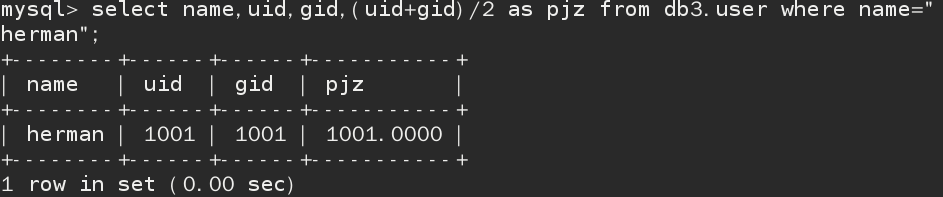 mysql> select name,uid,gid,(uid+gid)/2 as pjz from db3.user where name="
herman";
+--------+------+------+-----------+
| name   | uid  | gid  | pjz       |
+--------+------+------+-----------+
| herman | 1001 | 1001 | 1001.0000 |
+--------+------+------+-----------+
1 row in set (0.00 sec)